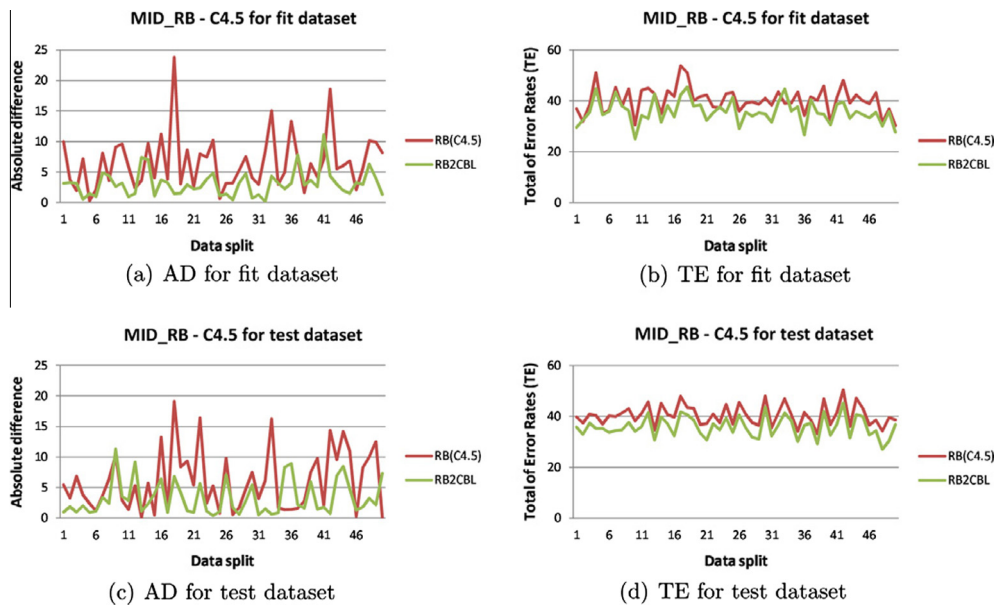 MID_RB - C4.5 for fit dataset
Absolute difference
25
20
15
10
5
0
1 6 11 16 21 26 31 36 41 46
Data split
RB(C4.5)
RB2CBL
(a) AD for fit dataset
MID_RB - C4.5 for fit dataset
Total of Error Rates (TE)
60
40
20
0
1 6 11 16 21 26 31 36 41 46
Data split
RB(C4.5)
RB2CBL
(b) TE for fit dataset
MID_RB - C4.5 for test dataset
Absolute difference
25
20
15
10
5
0
1 6 11 16 21 26 31 36 41 46
Data split
RB(C4.5)
RB2CBL
(c) AD for test dataset
MID_RB - C4.5 for test dataset
Total of Error Rates (TE)
60
40
20
0
1 6 11 16 21 26 31 36 41 46
Data split
RB(C4.5)
RB2CBL
(d) TE for test dataset